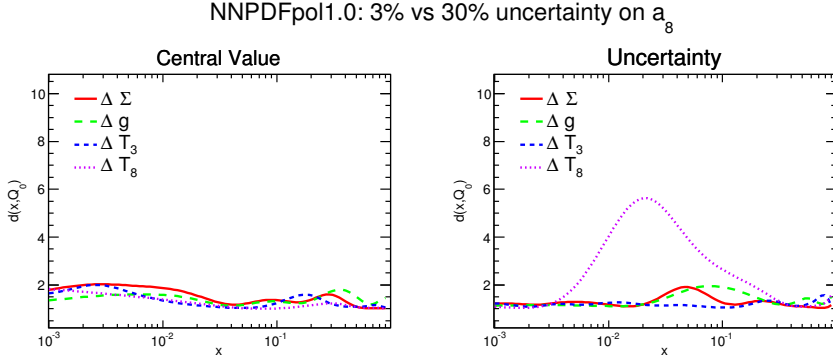 NNPDFpol1.0: 3% vs 30% uncertainty on a₈
Central Value
d(x,Q₀)
10
8
6
4
2
Δ Σ
Δ g
Δ T₃
Δ T₈
10⁻³ 10⁻² 10⁻¹
x
Uncertainty
d(x,Q₀)
10
8
6
4
2
Δ Σ
Δ g
Δ T₃
Δ T₈
10⁻³ 10⁻² 10⁻¹
x